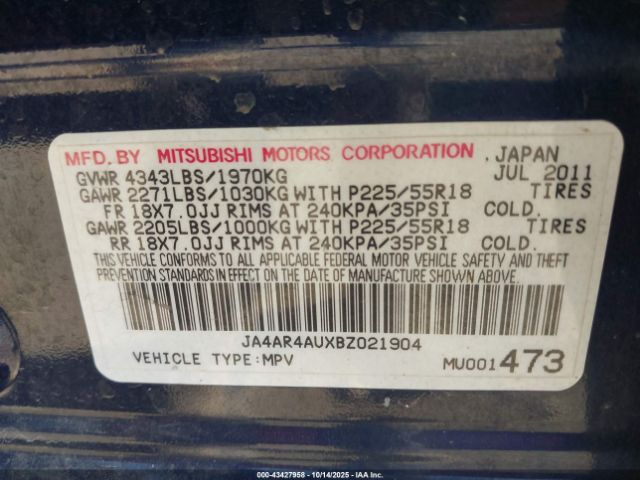 MFD. BY MITSUBISHI MOTORS CORPORATION , JAPAN
GVWR 4343LBS/1970KG JUL 2011
GAWR 2271LBS/1030KG WITH P225/55R18 TIRES
FR 18X7.0JJ RIMS AT 240KPA/35PSI COLD.
GAWR 2205LBS/1000KG WITH P225/55R18 TIRES
RR 18X7.0JJ RIMS AT 240KPA/35PSI COLD.
THIS VEHICLE CONFORMS TO ALL APPLICABLE FEDERAL MOTOR VEHICLE SAFETY AND THEFT
PREVENTION STANDARDS IN EFFECT ON THE DATE OF MANUFACTURE SHOWN ABOVE.
JA4AR4AUXBZ021904
VEHICLE TYPE:MPV MU001473
© 43427958 - 10/14/2025 - IAA Inc.